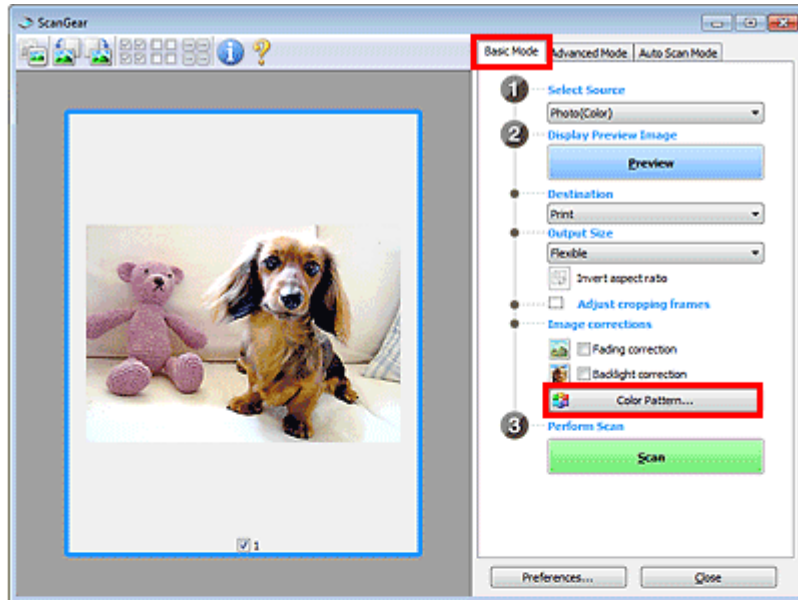 ScanGear
Basic Mode Advanced Mode Auto Scan Mode
1 Select Source
Photo(Color)
2 Display Preview Image
Preview
Destination
Print
Output Size
Flexible
Invert aspect ratio
Adjust cropping frames
Image corrections
Fading correction
Backlight correction
Color Pattern...
3 Perform Scan
Scan
1
Preferences... Close